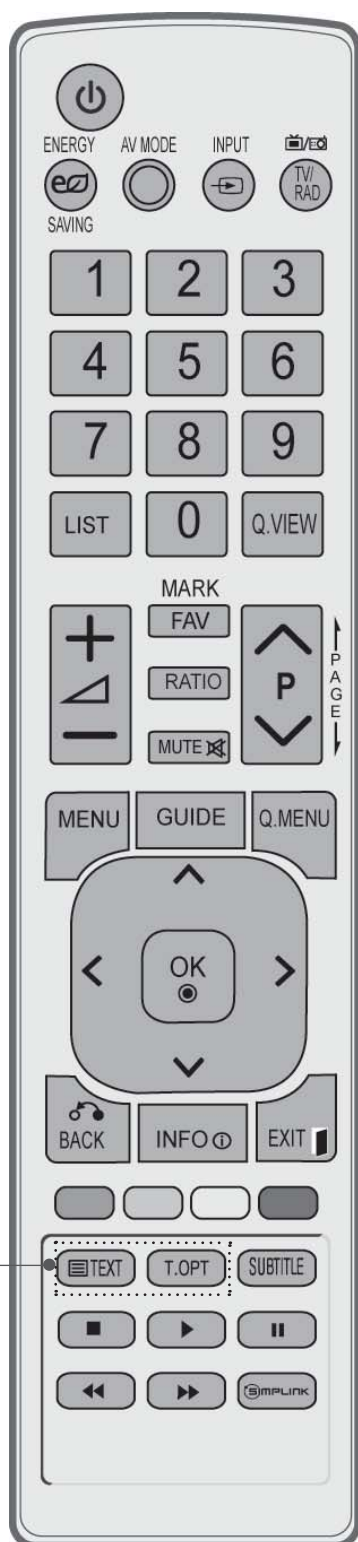 ENERGY AV MODE INPUT
TV/
RAD
SAVING
1 2 3
4 5 6
7 8 9
LIST 0 Q.VIEW
MARK
FAV
RATIO P
MUTE
PAGE
MENU GUIDE Q.MENU
OK
BACK INFO EXIT
TEXT T.OPT SUBTITLE
SIMPLINK